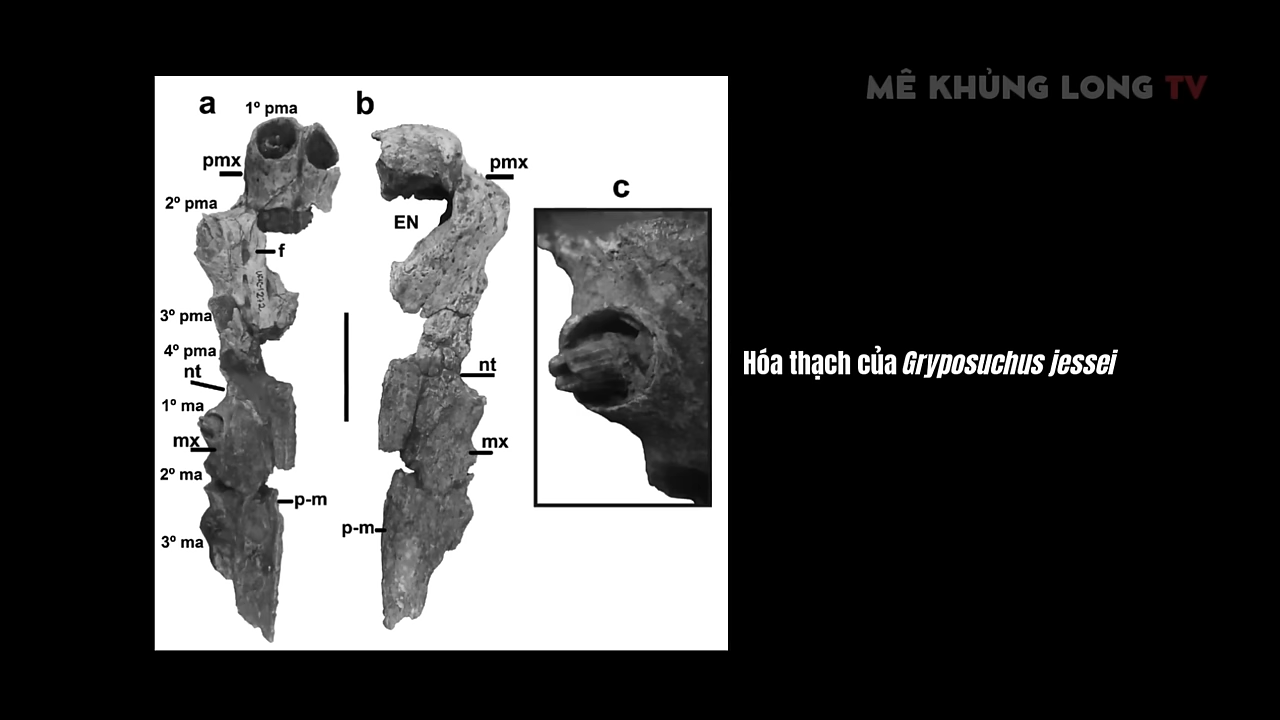 MÊ KHỦNG LONG TV
a
b
1º pma
pmx
pmx
c
2º pma
EN
f
3º pma
4º pma
nt
nt
Hóa thạch của Gryposuchus jessei
1º ma
mx
mx
2º ma
p-m
p-m
3º ma